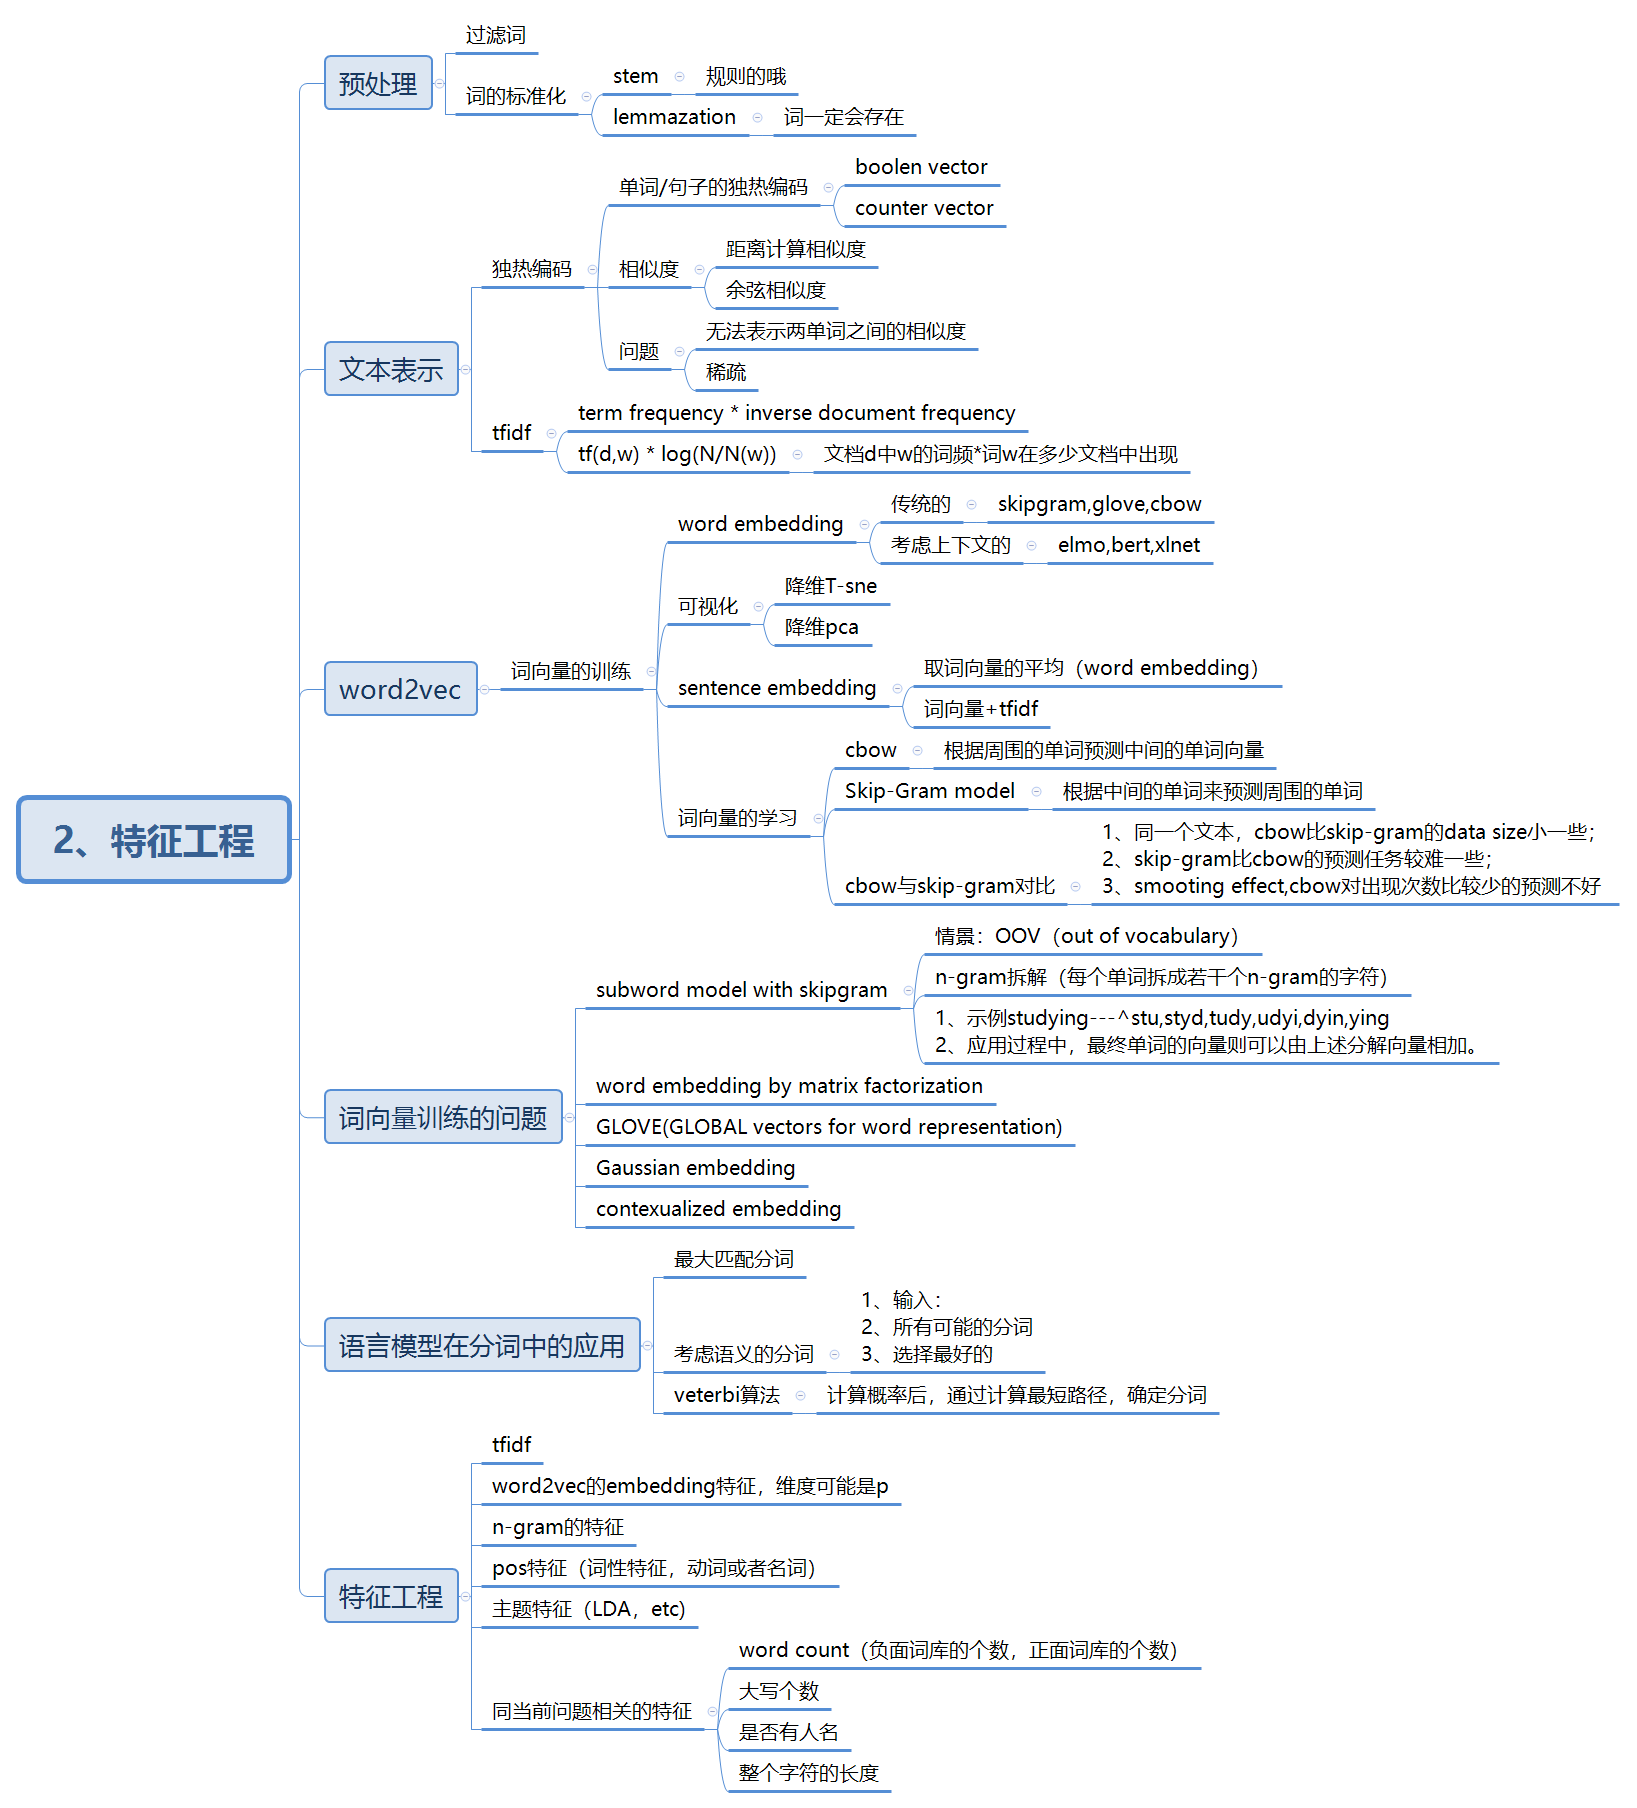 2、特征工程
预处理
过滤词
词的标准化
stem
规则的哦
lemmazation
词一定会存在
文本表示
独热编码
单词/句子的独热编码
boolen vector
counter vector
相似度
距离计算相似度
余弦相似度
问题
无法表示两单词之间的相似度
稀疏
tfidf
term frequency * inverse document frequency
tf(d,w) * log(N/N(w))
文档d中w的词频*词w在多少文档中出现
word2vec
词向量的训练
word embedding
传统的
skipgram,glove,cbow
考虑上下文的
elmo,bert,xlnet
可视化
降维T-sne
降维pca
sentence embedding
取词向量的平均（word embedding）
词向量+tfidf
词向量的学习
cbow
根据周围的单词预测中间的单词向量
Skip-Gram model
根据中间的单词来预测周围的单词
cbow与skip-gram对比
1、同一个文本，cbow比skip-gram的data size小一些；
2、skip-gram比cbow的预测任务较难一些；
3、smooting effect,cbow对出现次数比较少的预测不好
词向量训练的问题
subword model with skipgram
情景：OOV（out of vocabulary）
n-gram拆解（每个单词拆成若干个n-gram的字符）
1、示例studying---^stu,styd,tudy,udyi,dyin,ying
2、应用过程中，最终单词的向量则可以由上述分解向量相加。
word embedding by matrix factorization
GLOVE(GLOBAL vectors for word representation)
Gaussian embedding
contexualized embedding
语言模型在分词中的应用
最大匹配分词
考虑语义的分词
1、输入：
2、所有可能的分词
3、选择最好的
veterbi算法
计算概率后，通过计算最短路径，确定分词
特征工程
tfidf
word2vec的embedding特征，维度可能是p
n-gram的特征
pos特征（词性特征，动词或者名词）
主题特征（LDA，etc)
同当前问题相关的特征
word count（负面词库的个数，正面词库的个数）
大写个数
是否有人名
整个字符的长度